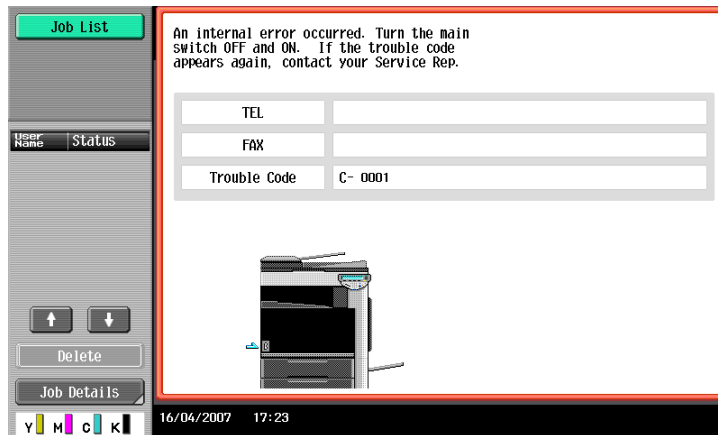 Job List
An internal error occurred. Turn the main
switch OFF and ON.  If the trouble code
appears again, contact your Service Rep.
TEL
FAX
Trouble Code C- 0001
User Name Status
Delete
Job Details
Y M C K
16/04/2007 17:23